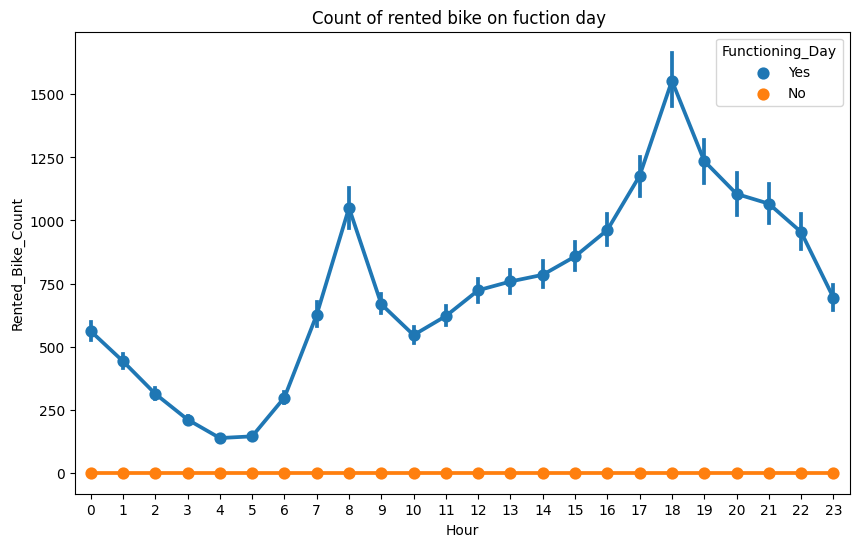 Count of rented bike on fuction day
Functioning_Day
Yes
No
Rented_Bike_Count
1500
1250
1000
750
500
250
0
0 1 2 3 4 5 6 7 8 9 10 11 12 13 14 15 16 17 18 19 20 21 22 23
Hour